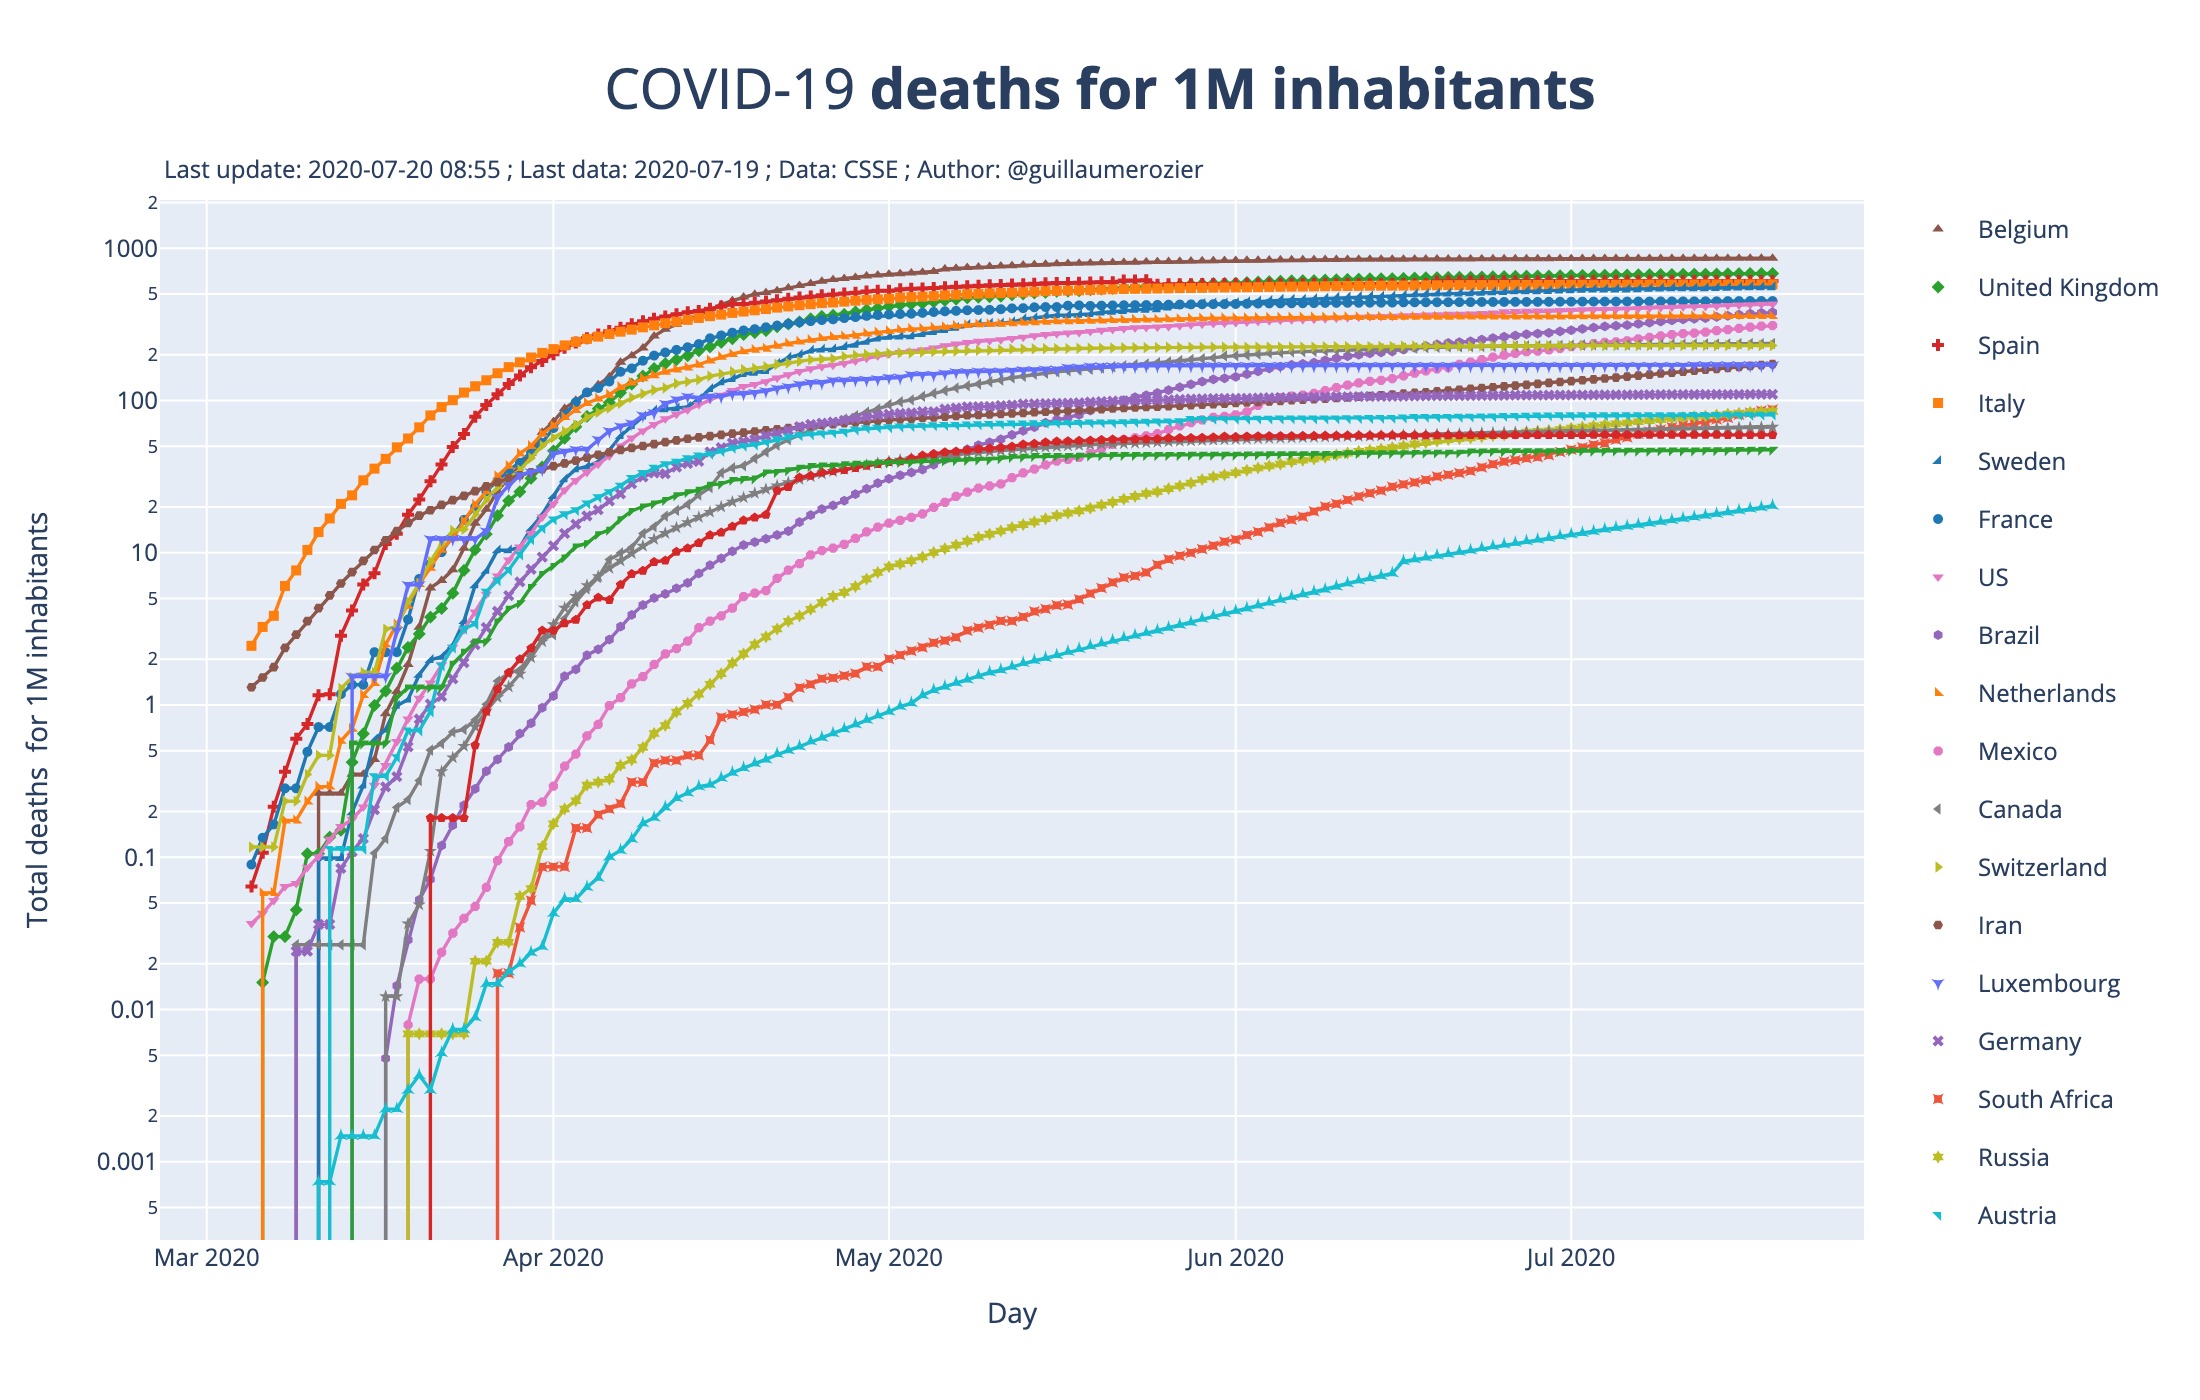 COVID-19 deaths for 1M inhabitants
Last update: 2020-07-20 08:55 ; Last data: 2020-07-19 ; Data: CSSE ; Author: @guillaumerozier
Total deaths for 1M inhabitants
2
1000
5
2
100
5
2
10
5
2
1
5
2
0.1
5
2
0.01
5
2
0.001
5
Mar 2020
Apr 2020
May 2020
Jun 2020
Jul 2020
Day
Belgium
United Kingdom
Spain
Italy
Sweden
France
US
Brazil
Netherlands
Mexico
Canada
Switzerland
Iran
Luxembourg
Germany
South Africa
Russia
Austria